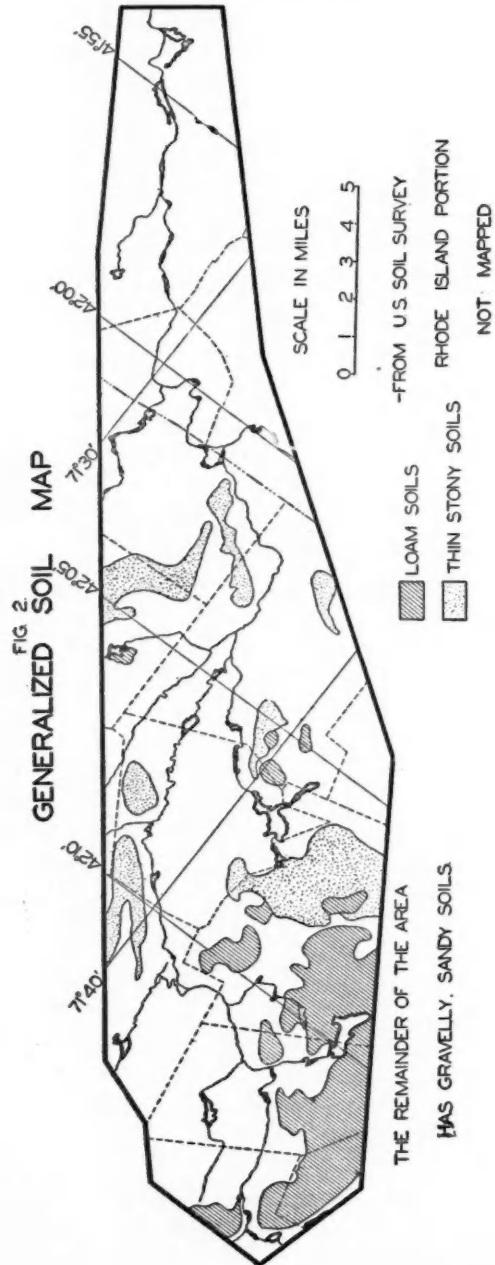 FIG 2.
GENERALIZED SOIL MAP
71°40'
42°10'
42°05'
71°30'
42°00'
41°55'
SCALE IN MILES
0 1 2 3 4 5
-FROM U.S SOIL SURVEY
RHODE ISLAND PORTION
NOT MAPPED
LOAM SOILS
THIN STONY SOILS
THE REMAINDER OF THE AREA
HAS GRAVELLY, SANDY SOILS.